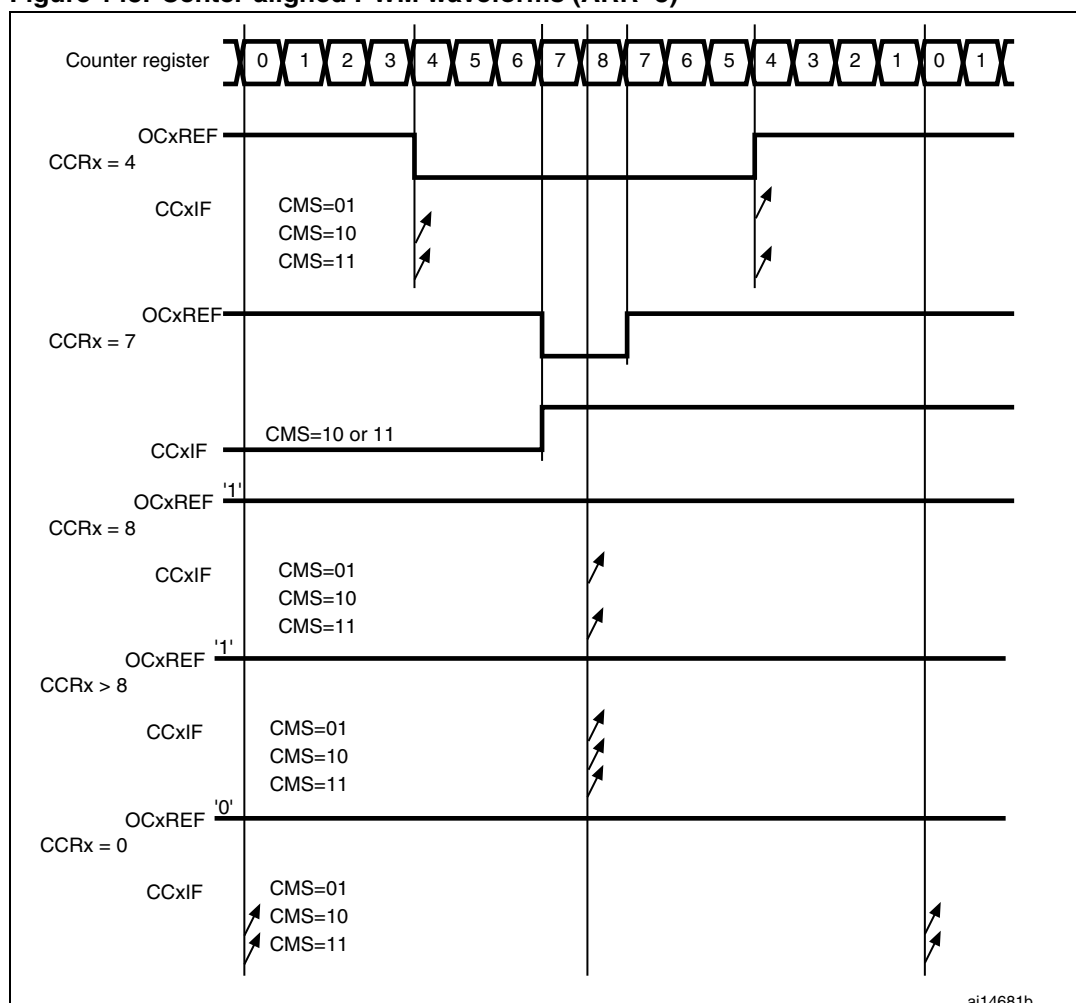 Counter register 0 1 2 3 4 5 6 7 8 7 6 5 4 3 2 1 0 1
OCxREF
CCRx = 4
CCxIF
CMS=01
CMS=10
CMS=11
OCxREF
CCRx = 7
CMS=10 or 11
CCxIF
'1'
OCxREF
CCRx = 8
CCxIF
CMS=01
CMS=10
CMS=11
'1'
OCxREF
CCRx > 8
CCxIF
CMS=01
CMS=10
CMS=11
'0'
OCxREF
CCRx = 0
CCxIF
CMS=01
CMS=10
CMS=11